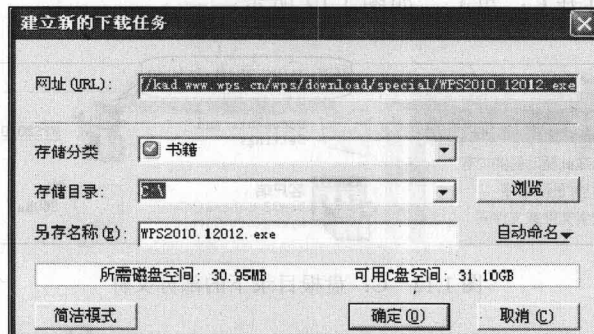 建立新的下载任务
网址(URL): //kad.www.wps.cn/wps/download/special/WPS2010.12012.exe
存储分类 书籍
存储目录: C:\ 浏览
另存名称(E): WPS2010.12012.exe 自动命名
所需磁盘空间: 30.95MB 可用C盘空间: 31.10GB
简洁模式 确定(O) 取消(C)